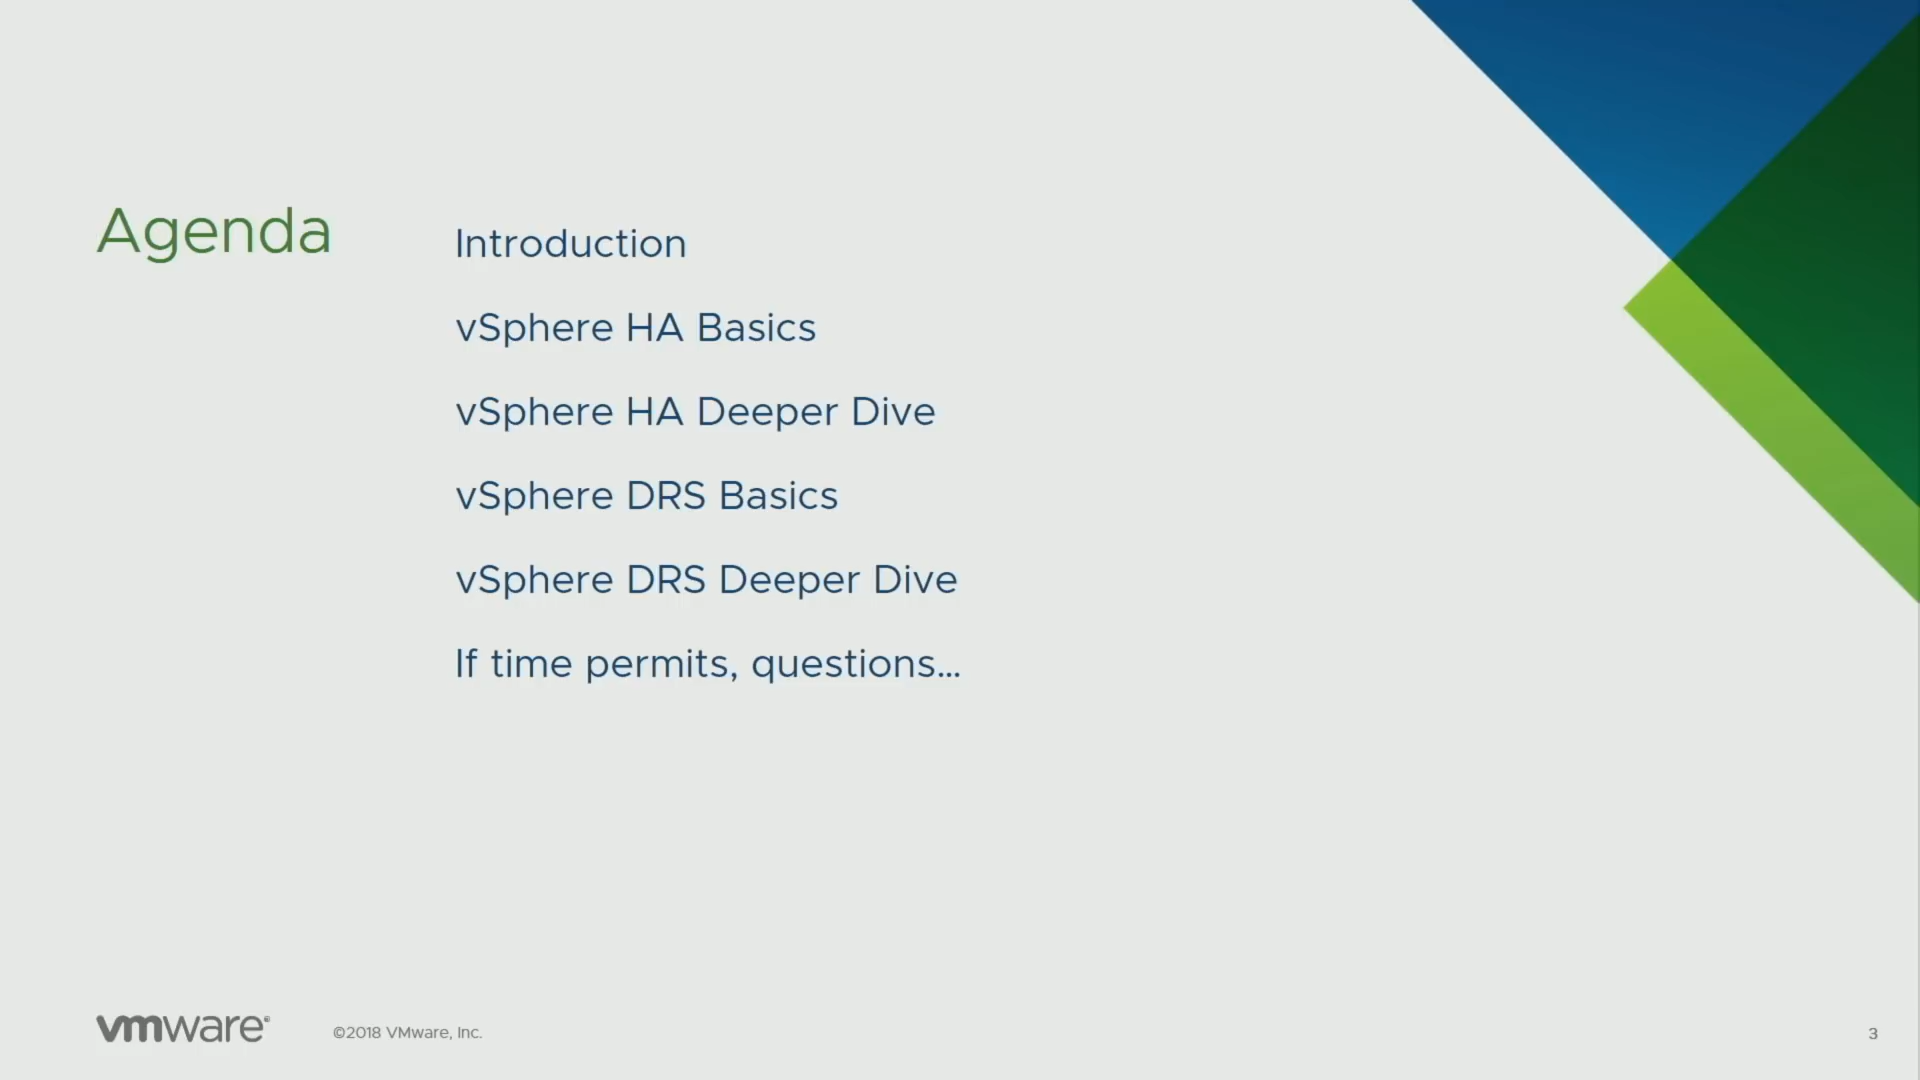 Agenda
Introduction
vSphere HA Basics
vSphere HA Deeper Dive
vSphere DRS Basics
vSphere DRS Deeper Dive
If time permits, questions...
vmware®
©2018 VMware, Inc.
3